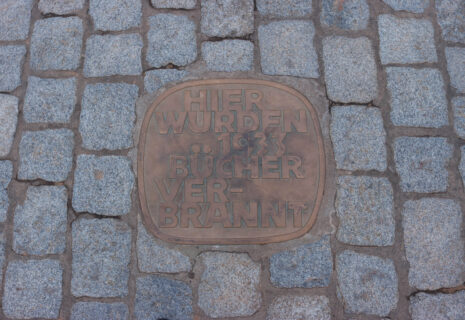 HIER
WURDEN
1933
BÜCHER
VER-
BRANNT